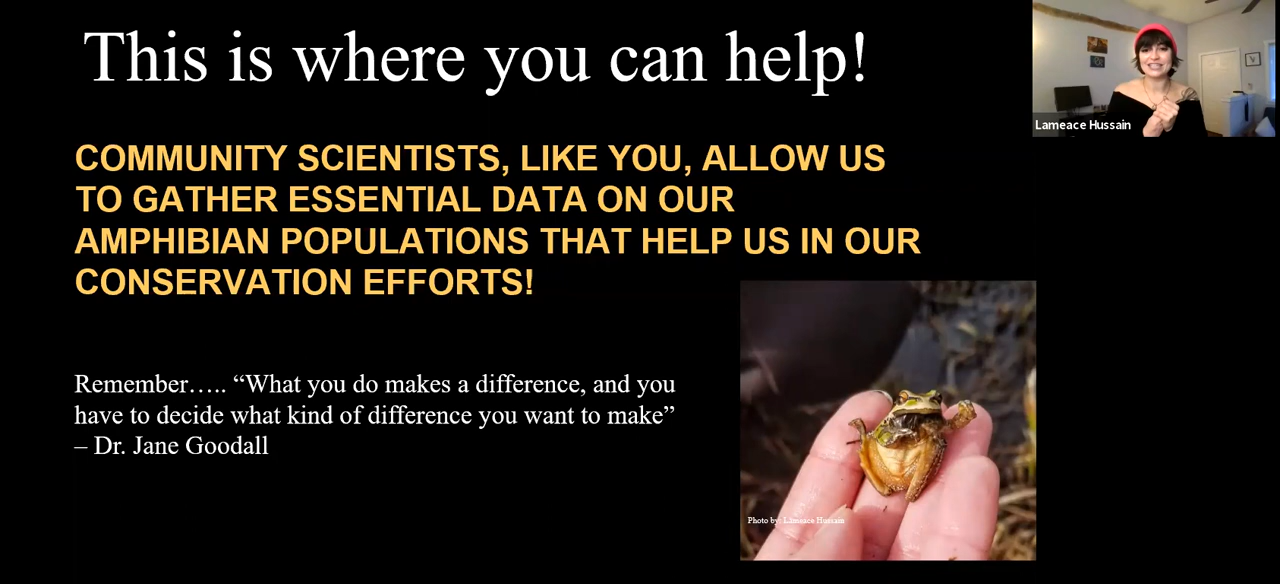 This is where you can help!
Lameace Hussain
COMMUNITY SCIENTISTS, LIKE YOU, ALLOW US
TO GATHER ESSENTIAL DATA ON OUR
AMPHIBIAN POPULATIONS THAT HELP US IN OUR
CONSERVATION EFFORTS!
Remember….. “What you do makes a difference, and you
have to decide what kind of difference you want to make”
– Dr. Jane Goodall
Photo by: Lameace Hussain